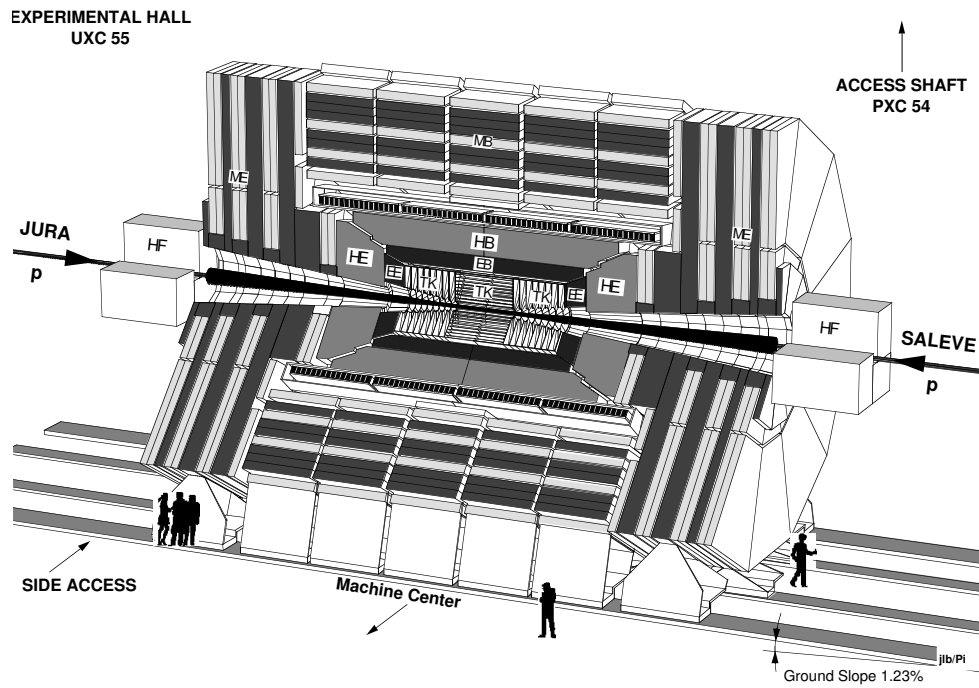 EXPERIMENTAL HALL
UXC 55
ACCESS SHAFT
PXC 54
MB
ME
ME
JURA
p
HF
HB
HE
EB
EE
TK
TK
TK
EE
HE
HF
SALEVE
p
SIDE ACCESS
Machine Center
jlb/Pi
Ground Slope 1.23%